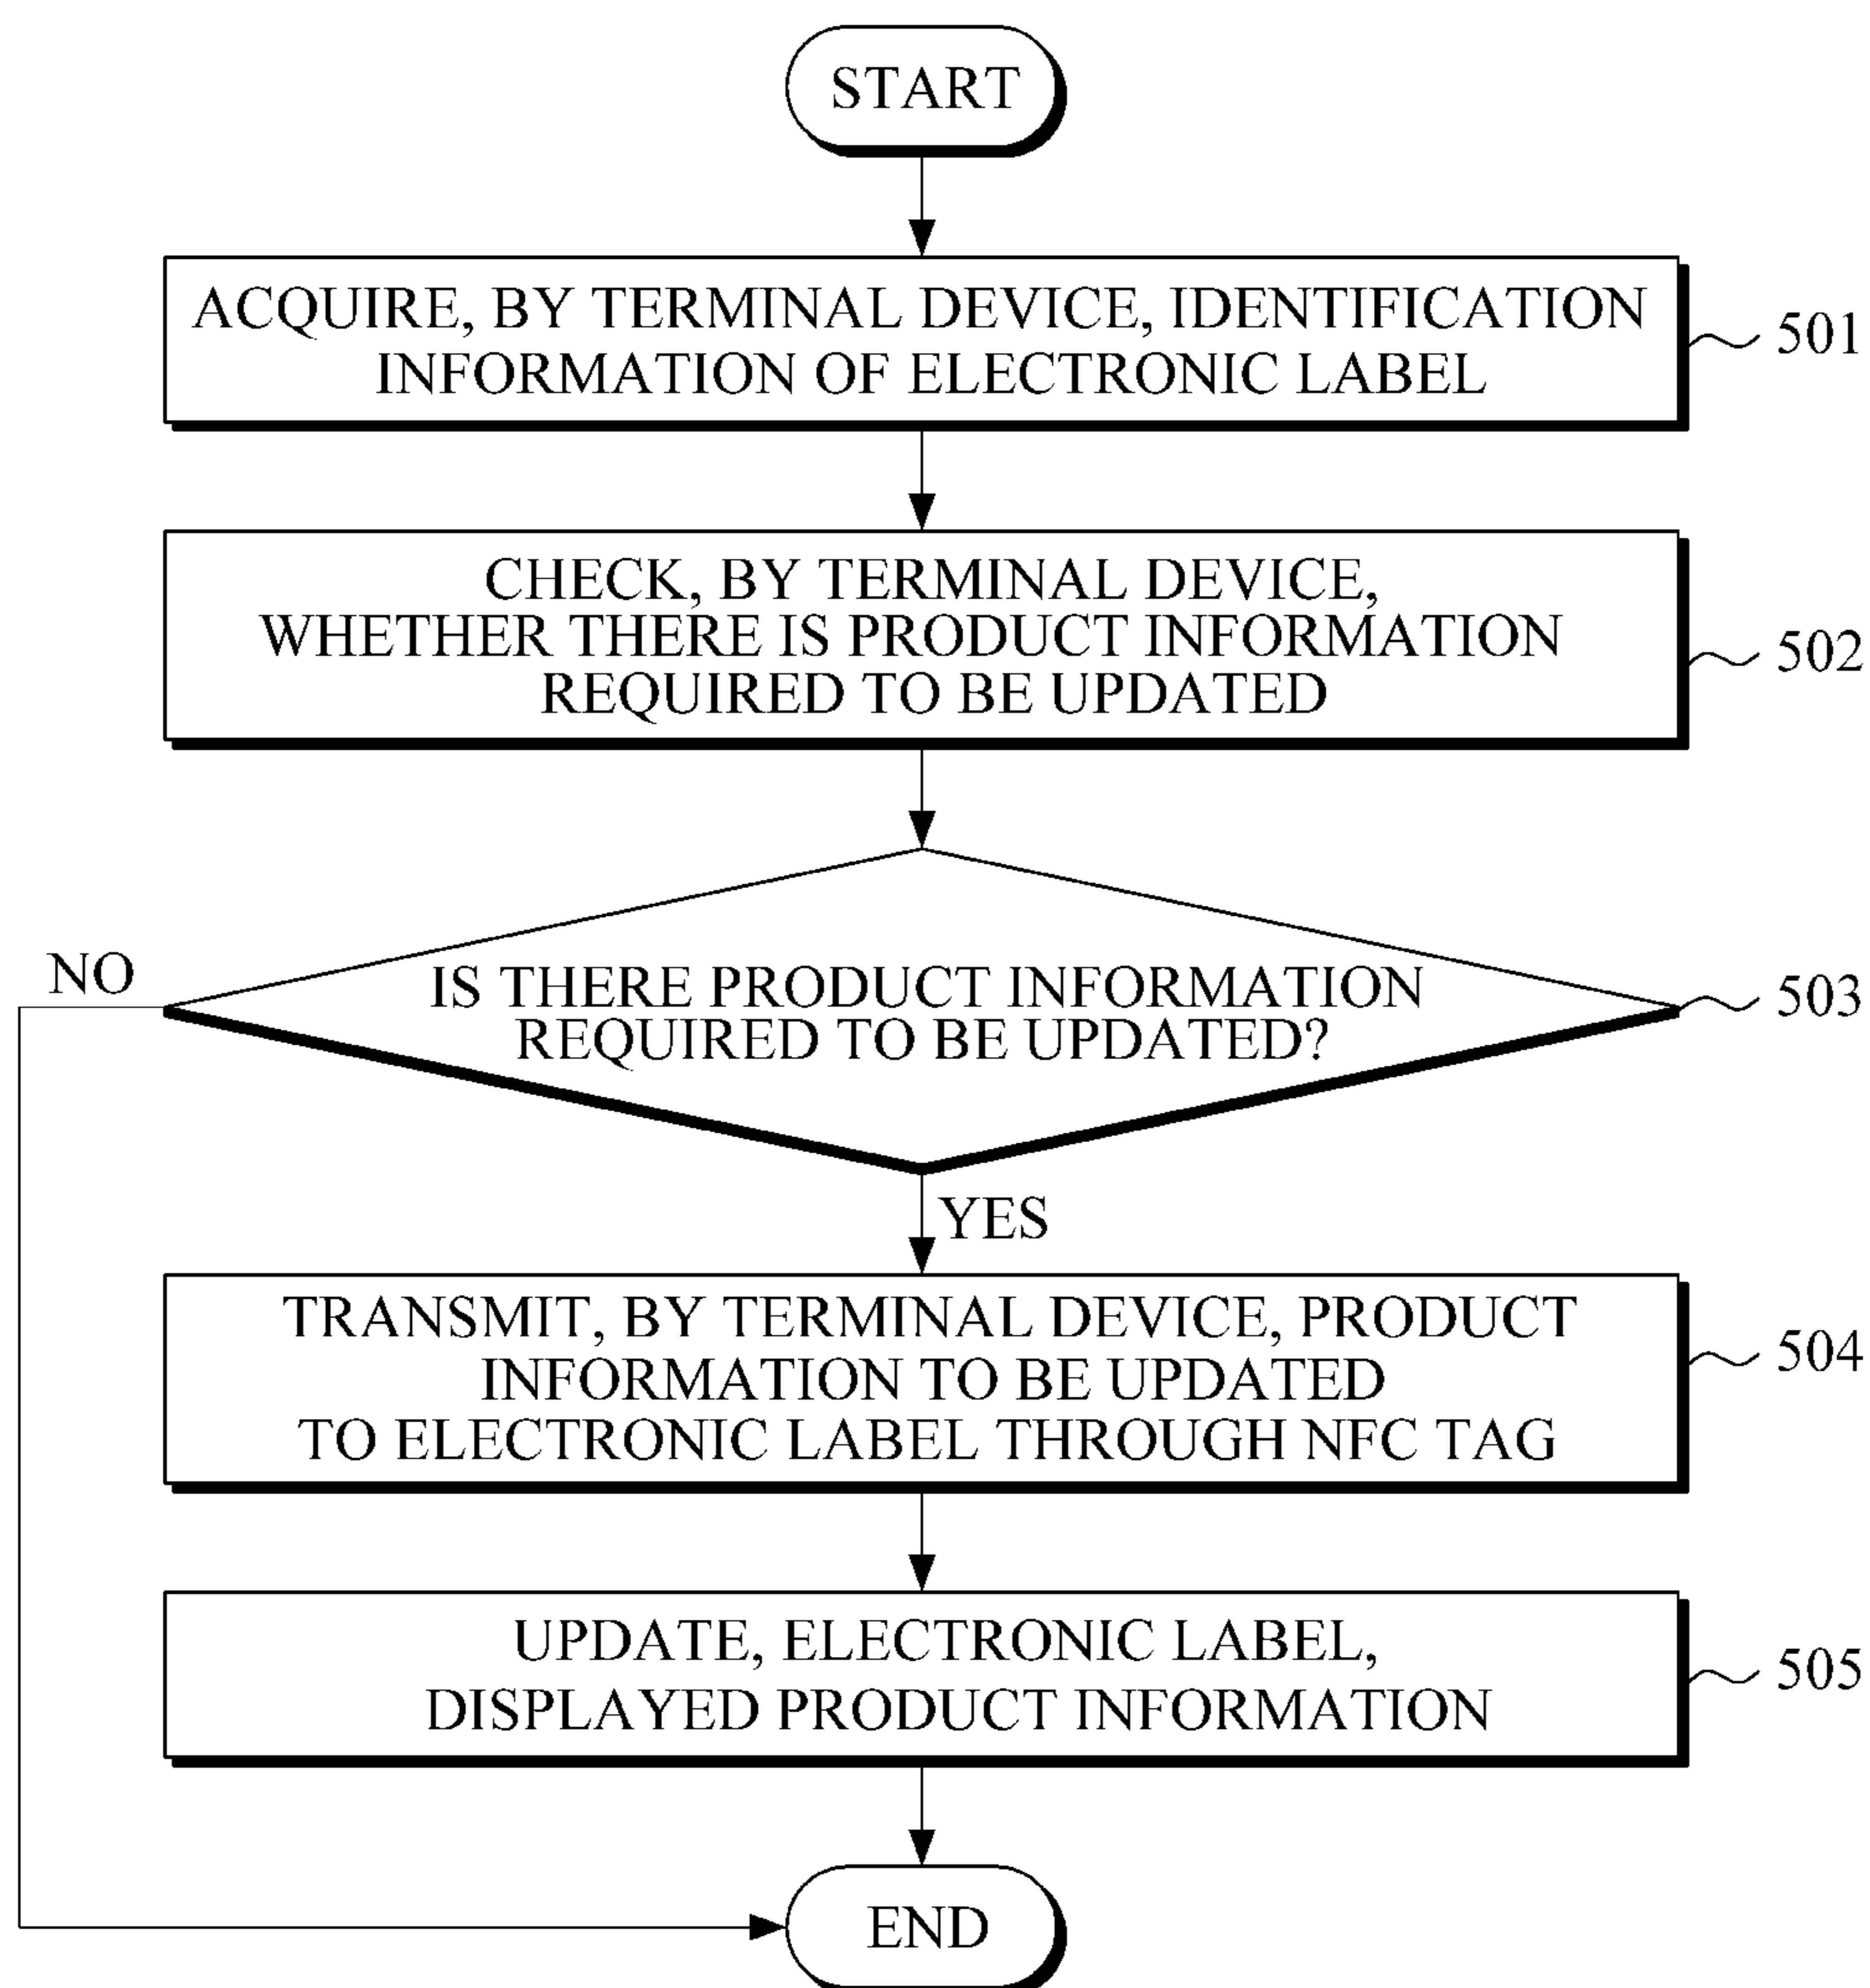 START
ACQUIRE, BY TERMINAL DEVICE, IDENTIFICATION
INFORMATION OF ELECTRONIC LABEL
501
CHECK, BY TERMINAL DEVICE,
WHETHER THERE IS PRODUCT INFORMATION
REQUIRED TO BE UPDATED
502
NO
IS THERE PRODUCT INFORMATION
REQUIRED TO BE UPDATED?
503
YES
TRANSMIT, BY TERMINAL DEVICE, PRODUCT
INFORMATION TO BE UPDATED
TO ELECTRONIC LABEL THROUGH NFC TAG
504
UPDATE, ELECTRONIC LABEL,
DISPLAYED PRODUCT INFORMATION
505
END